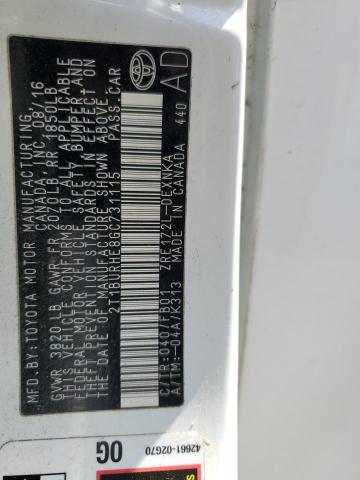 MFD.BY:TOYOTA MOTOR MANUFACTURING
CANADA, INC. 08/16
GVWR 3820LB GAWR FR 2070LB RR 1850LB
THIS VEHICLE CONFORMS TO ALL APPLICABLE
FEDERAL MOTOR VEHICLE SAFETY, BUMPER, AND
THEFT PREVENTION STANDARDS IN EFFECT ON
THE DATE OF MANUFACTURE SHOWN ABOVE.
2T1BURHE8GC731115 PASS.CAR
C/TR:040/FB01 ZRE172L-DEXNKA
A/TM:-04A/K313 MADE IN CANADA 440
TOYOTA
AD
42661-02G70
0G